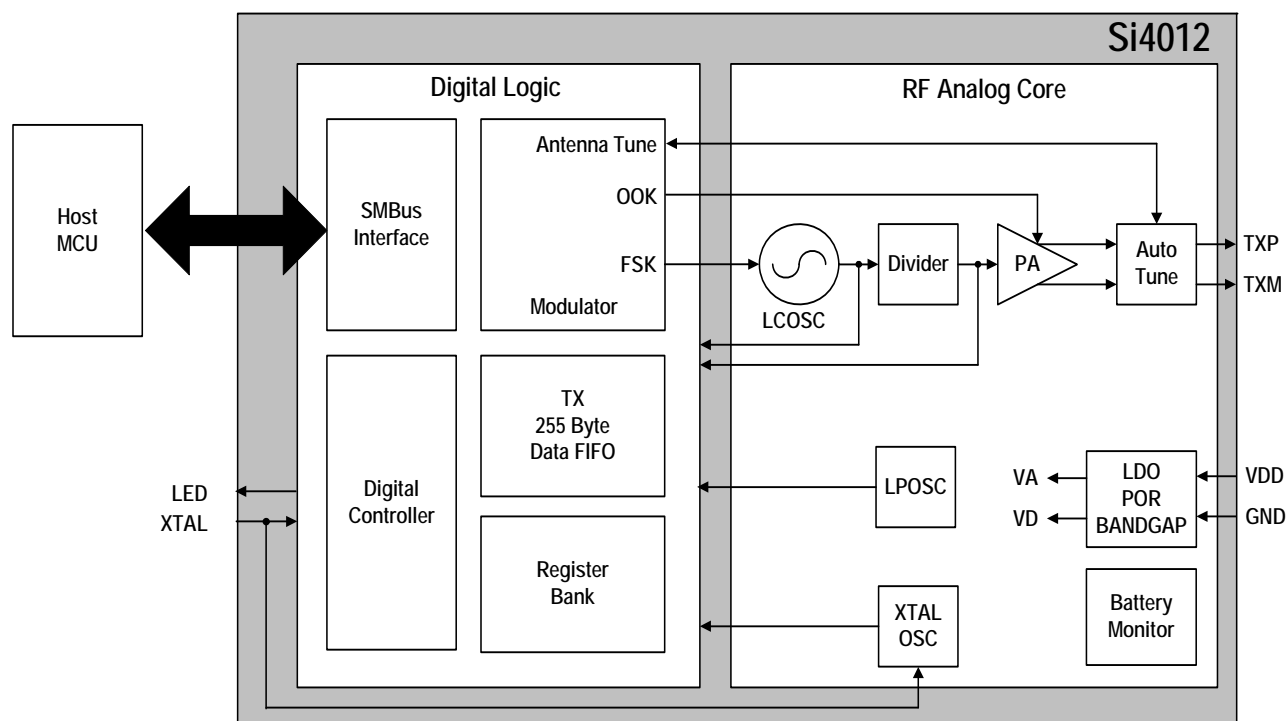 Si4012
Digital Logic
RF Analog Core
Host
MCU
SMBus
Interface
Antenna Tune
OOK
FSK
Modulator
LCOSC
Divider
PA
Auto
Tune
TXP
TXM
Digital
Controller
TX
255 Byte
Data FIFO
Register
Bank
LED
XTAL
LPOSC
XTAL
OSC
VA
VD
LDO
POR
BANDGAP
VDD
GND
Battery
Monitor